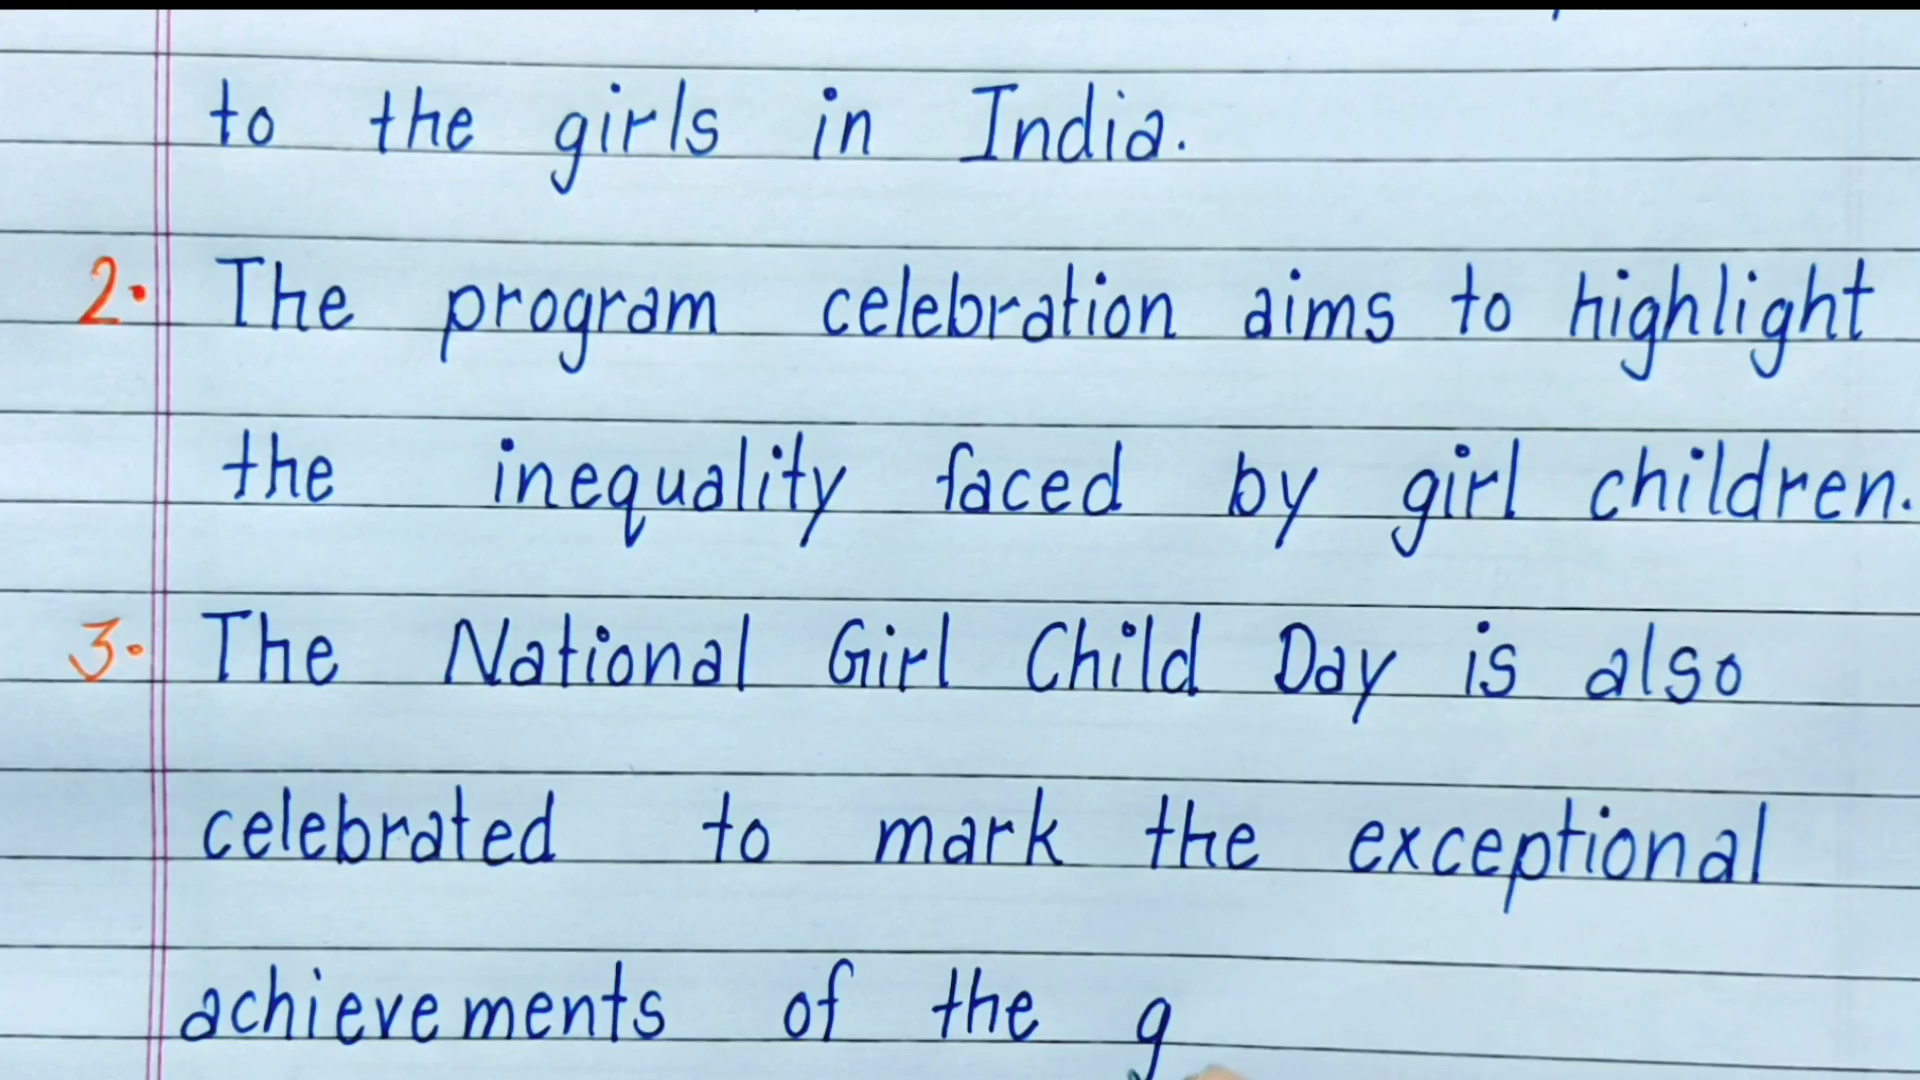 to the girls in India.
2. The program celebration aims to highlight
the inequality faced by girl children.
3. The National Girl Child Day is also
celebrated to mark the exceptional
achievements of the g